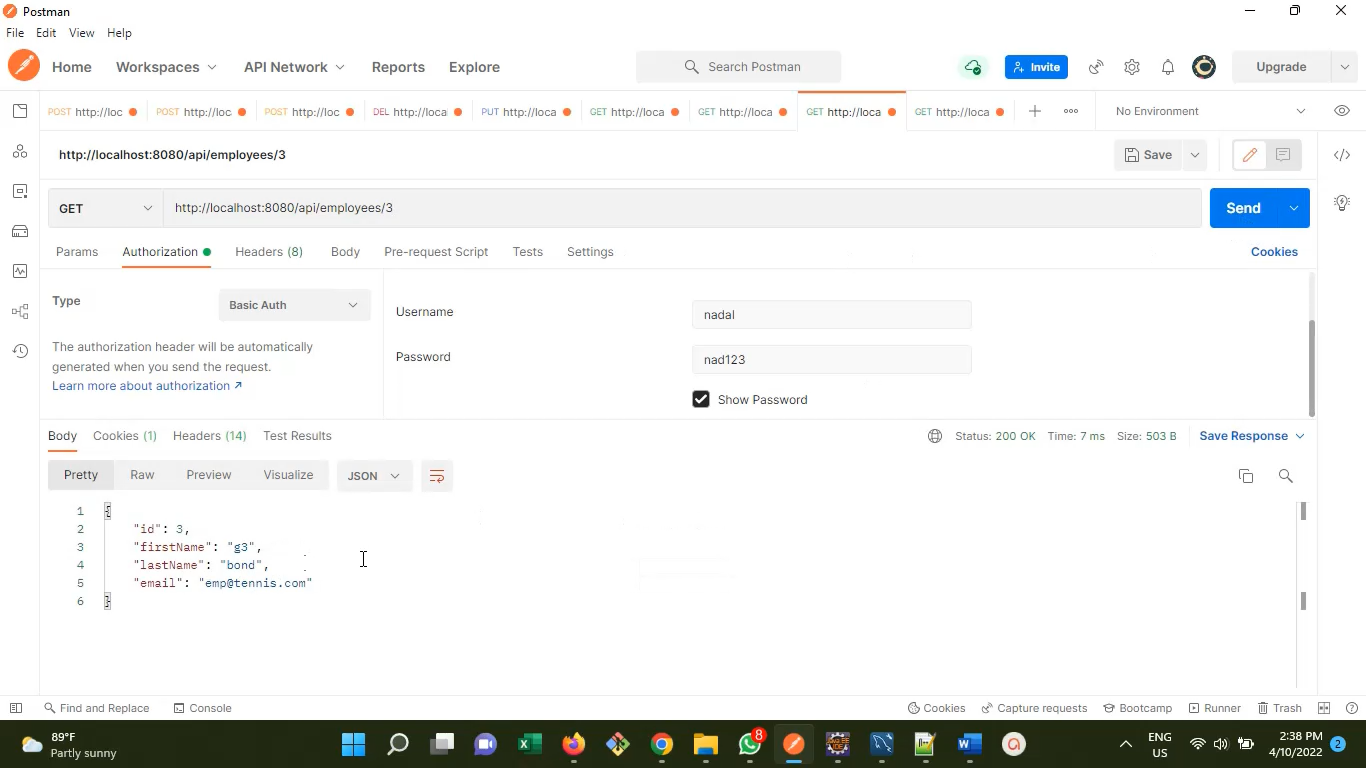 Postman
File Edit View Help
Home Workspaces API Network Reports Explore Search Postman Invite Upgrade
POST http://loc POST http://loca POST http://loc DEL http://loca PUT http://loca GET http://loca GET http://loca GET http://loca GET http://loca No Environment
http://localhost:8080/api/employees/3 Save
GET http://localhost:8080/api/employees/3 Send
Params Authorization Headers (8) Body Pre-request Script Tests Settings Cookies
Type Basic Auth
The authorization header will be automatically
generated when you send the request.
Learn more about authorization ↗
Username nadal
Password nad123
Show Password
Body Cookies (1) Headers (14) Test Results Status: 200 OK Time: 7 ms Size: 503 B Save Response
Pretty Raw Preview Visualize JSON
1 {
2 "id": 3,
3 "firstName": "g3",
4 "lastName": "bond",
5 "email": "emp@tennis.com"
6 }
Find and Replace Console Cookies Capture requests Bootcamp Runner Trash
89°F
Partly sunny
8
ENG
US
2:38 PM
4/10/2022
2